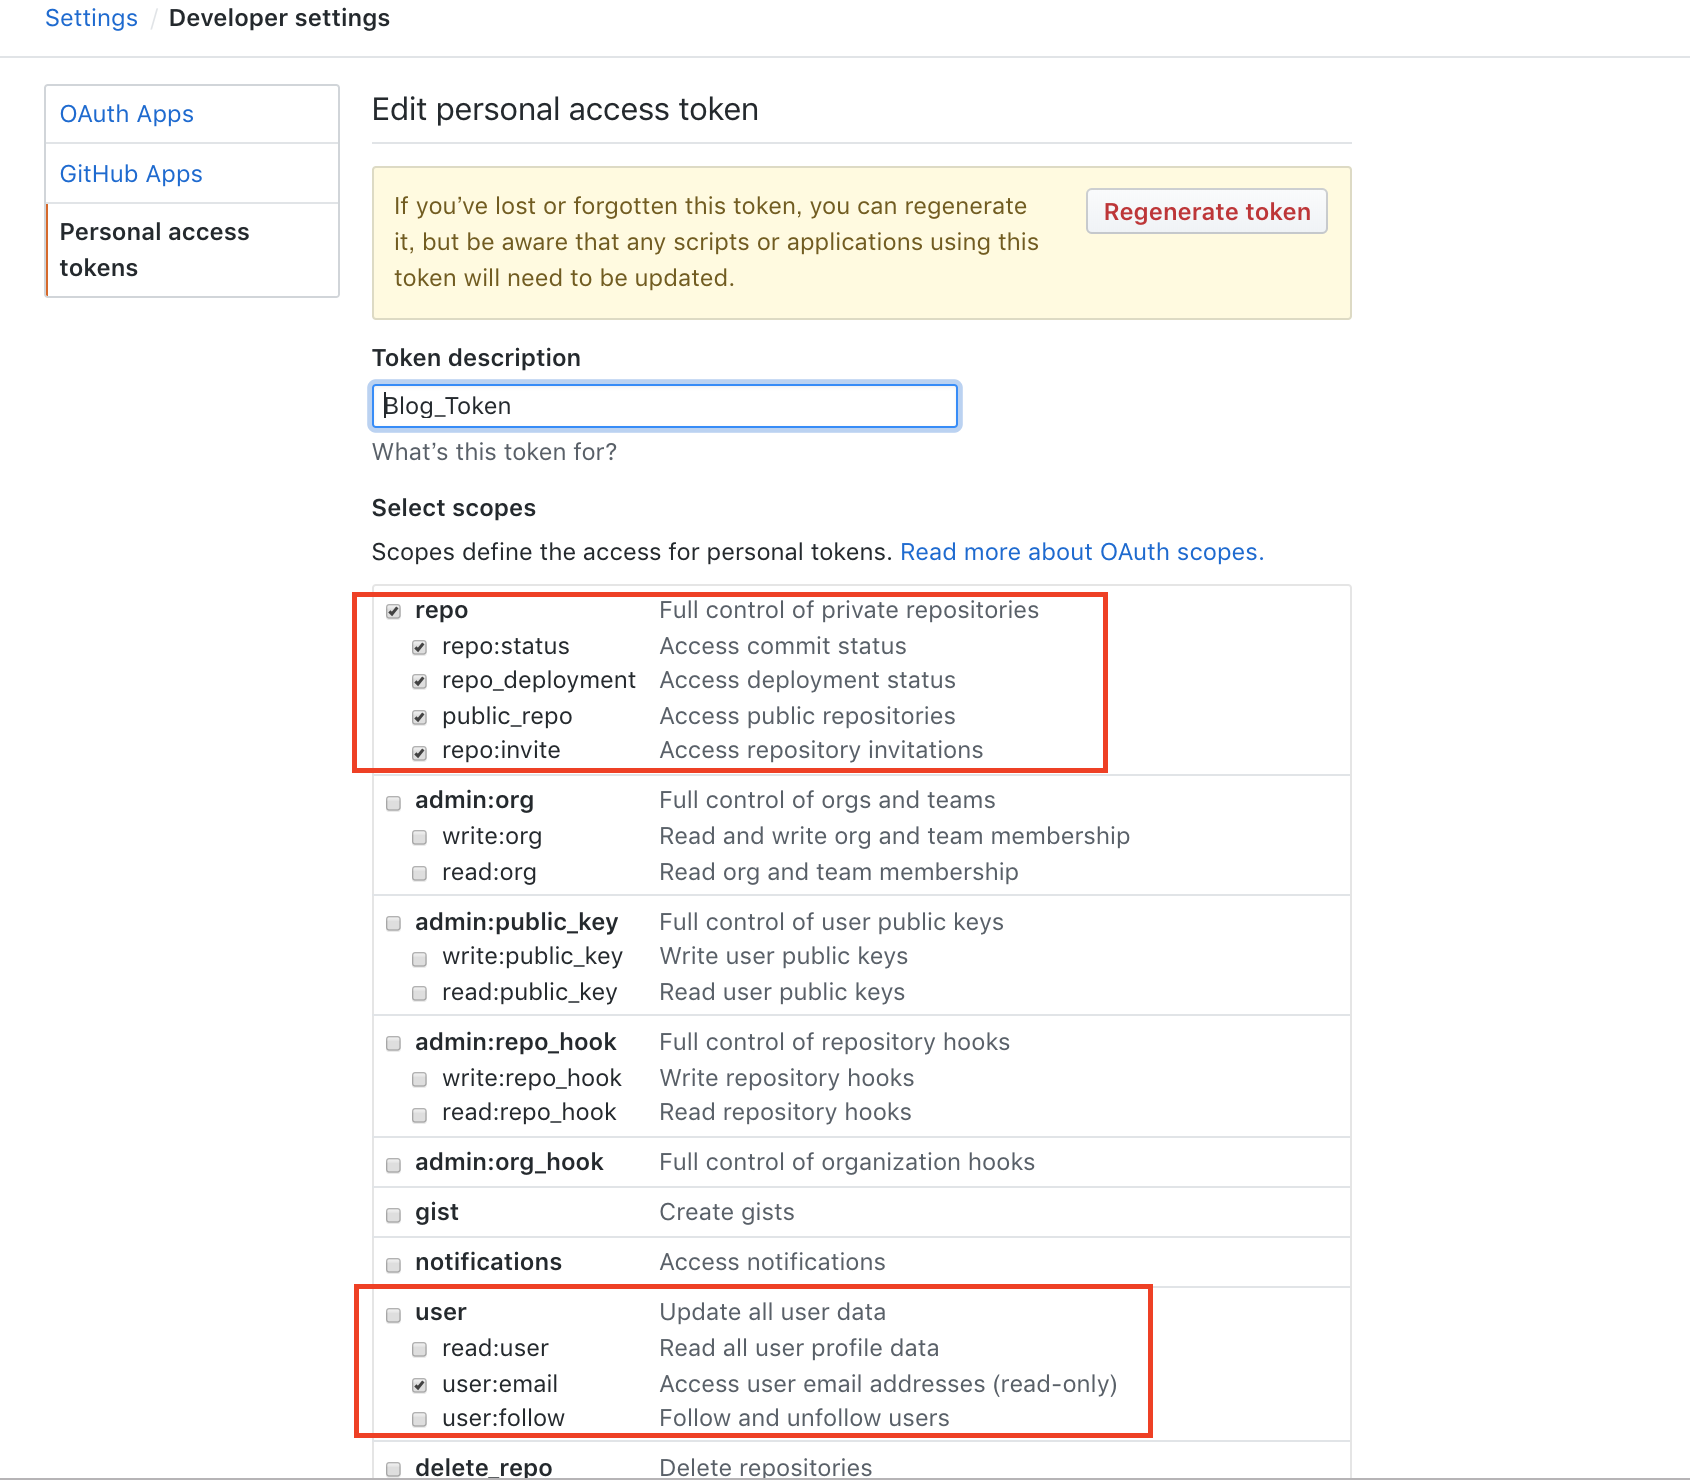 Settings / Developer settings
OAuth Apps
GitHub Apps
Personal access
tokens
Edit personal access token
If you’ve lost or forgotten this token, you can regenerate
it, but be aware that any scripts or applications using this
token will need to be updated.
Regenerate token
Token description
Blog_Token
What’s this token for?
Select scopes
Scopes define the access for personal tokens. Read more about OAuth scopes.
repo Full control of private repositories
repo:status Access commit status
repo_deployment Access deployment status
public_repo Access public repositories
repo:invite Access repository invitations
admin:org Full control of orgs and teams
write:org Read and write org and team membership
read:org Read org and team membership
admin:public_key Full control of user public keys
write:public_key Write user public keys
read:public_key Read user public keys
admin:repo_hook Full control of repository hooks
write:repo_hook Write repository hooks
read:repo_hook Read repository hooks
admin:org_hook Full control of organization hooks
gist Create gists
notifications Access notifications
user Update all user data
read:user Read all user profile data
user:email Access user email addresses (read-only)
user:follow Follow and unfollow users
delete_repo Delete repositories